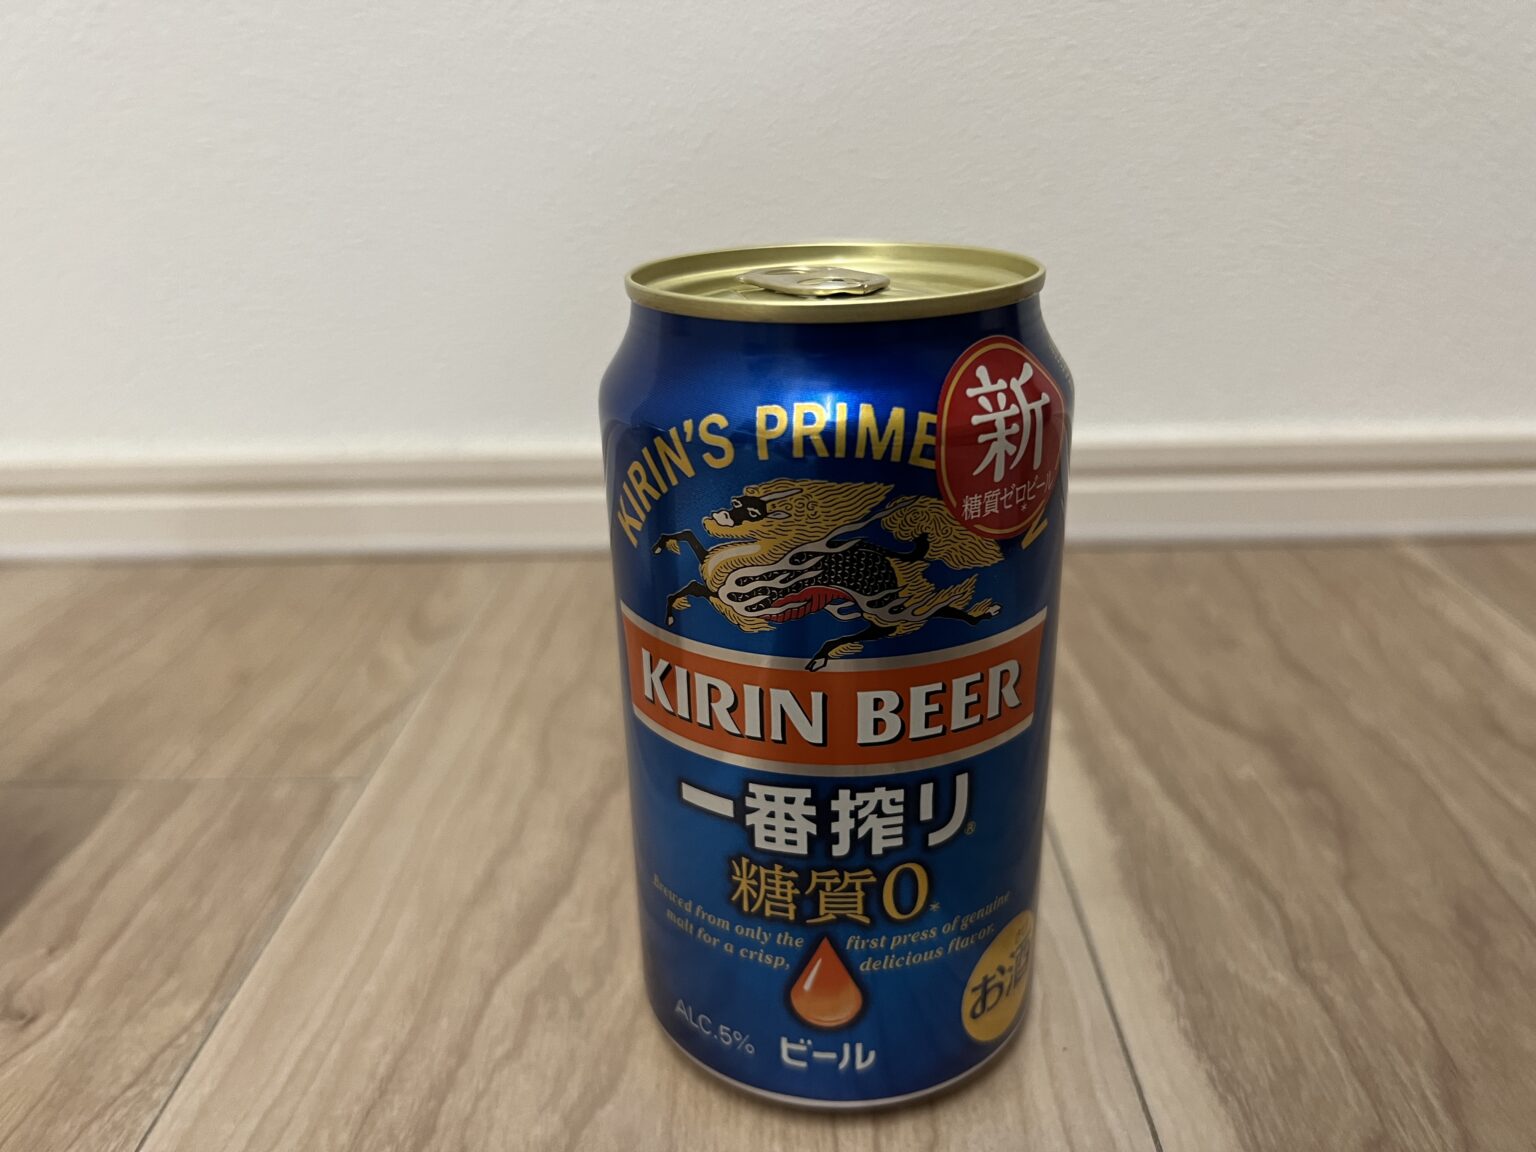 KIRIN'S PRIME
新
糖質ゼロビール
*
KIRIN BEER
一番搾り®
糖質0*
Brewed from only the first press of genuine
malt for a crisp, delicious flavor.
お酒
ALC.5%
ビール